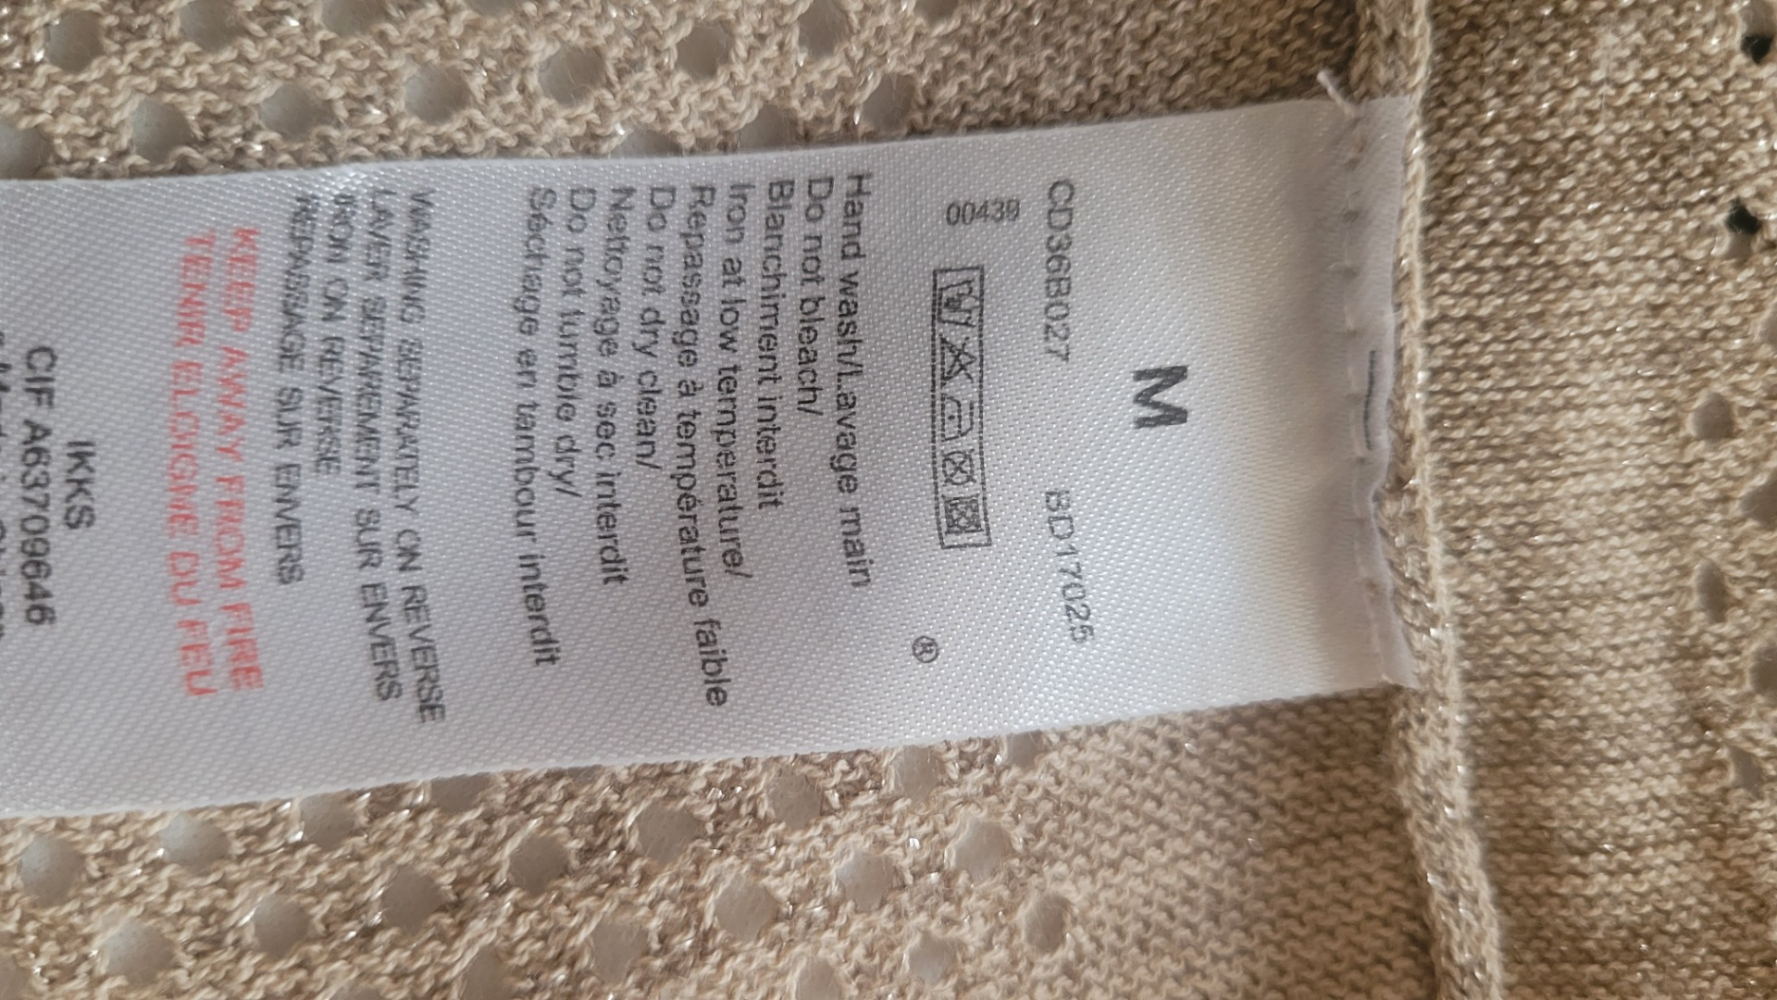 M
CD36B027 BD17025
00439
®
Hand wash/Lavage main
Do not bleach/
Blanchiment interdit
Iron at low temperature/
Repassage à température faible
Do not dry clean/
Nettoyage à sec interdit
Do not tumble dry/
Séchage en tambour interdit
WASHING SEPARATELY ON REVERSE
LAVER SEPAREMENT SUR ENVERS
IRON ON REVERSE
REPASSAGE SUR ENVERS
KEEP AWAY FROM FIRE
TENIR ELOIGNE DU FEU
IKKS
CIF A63709646